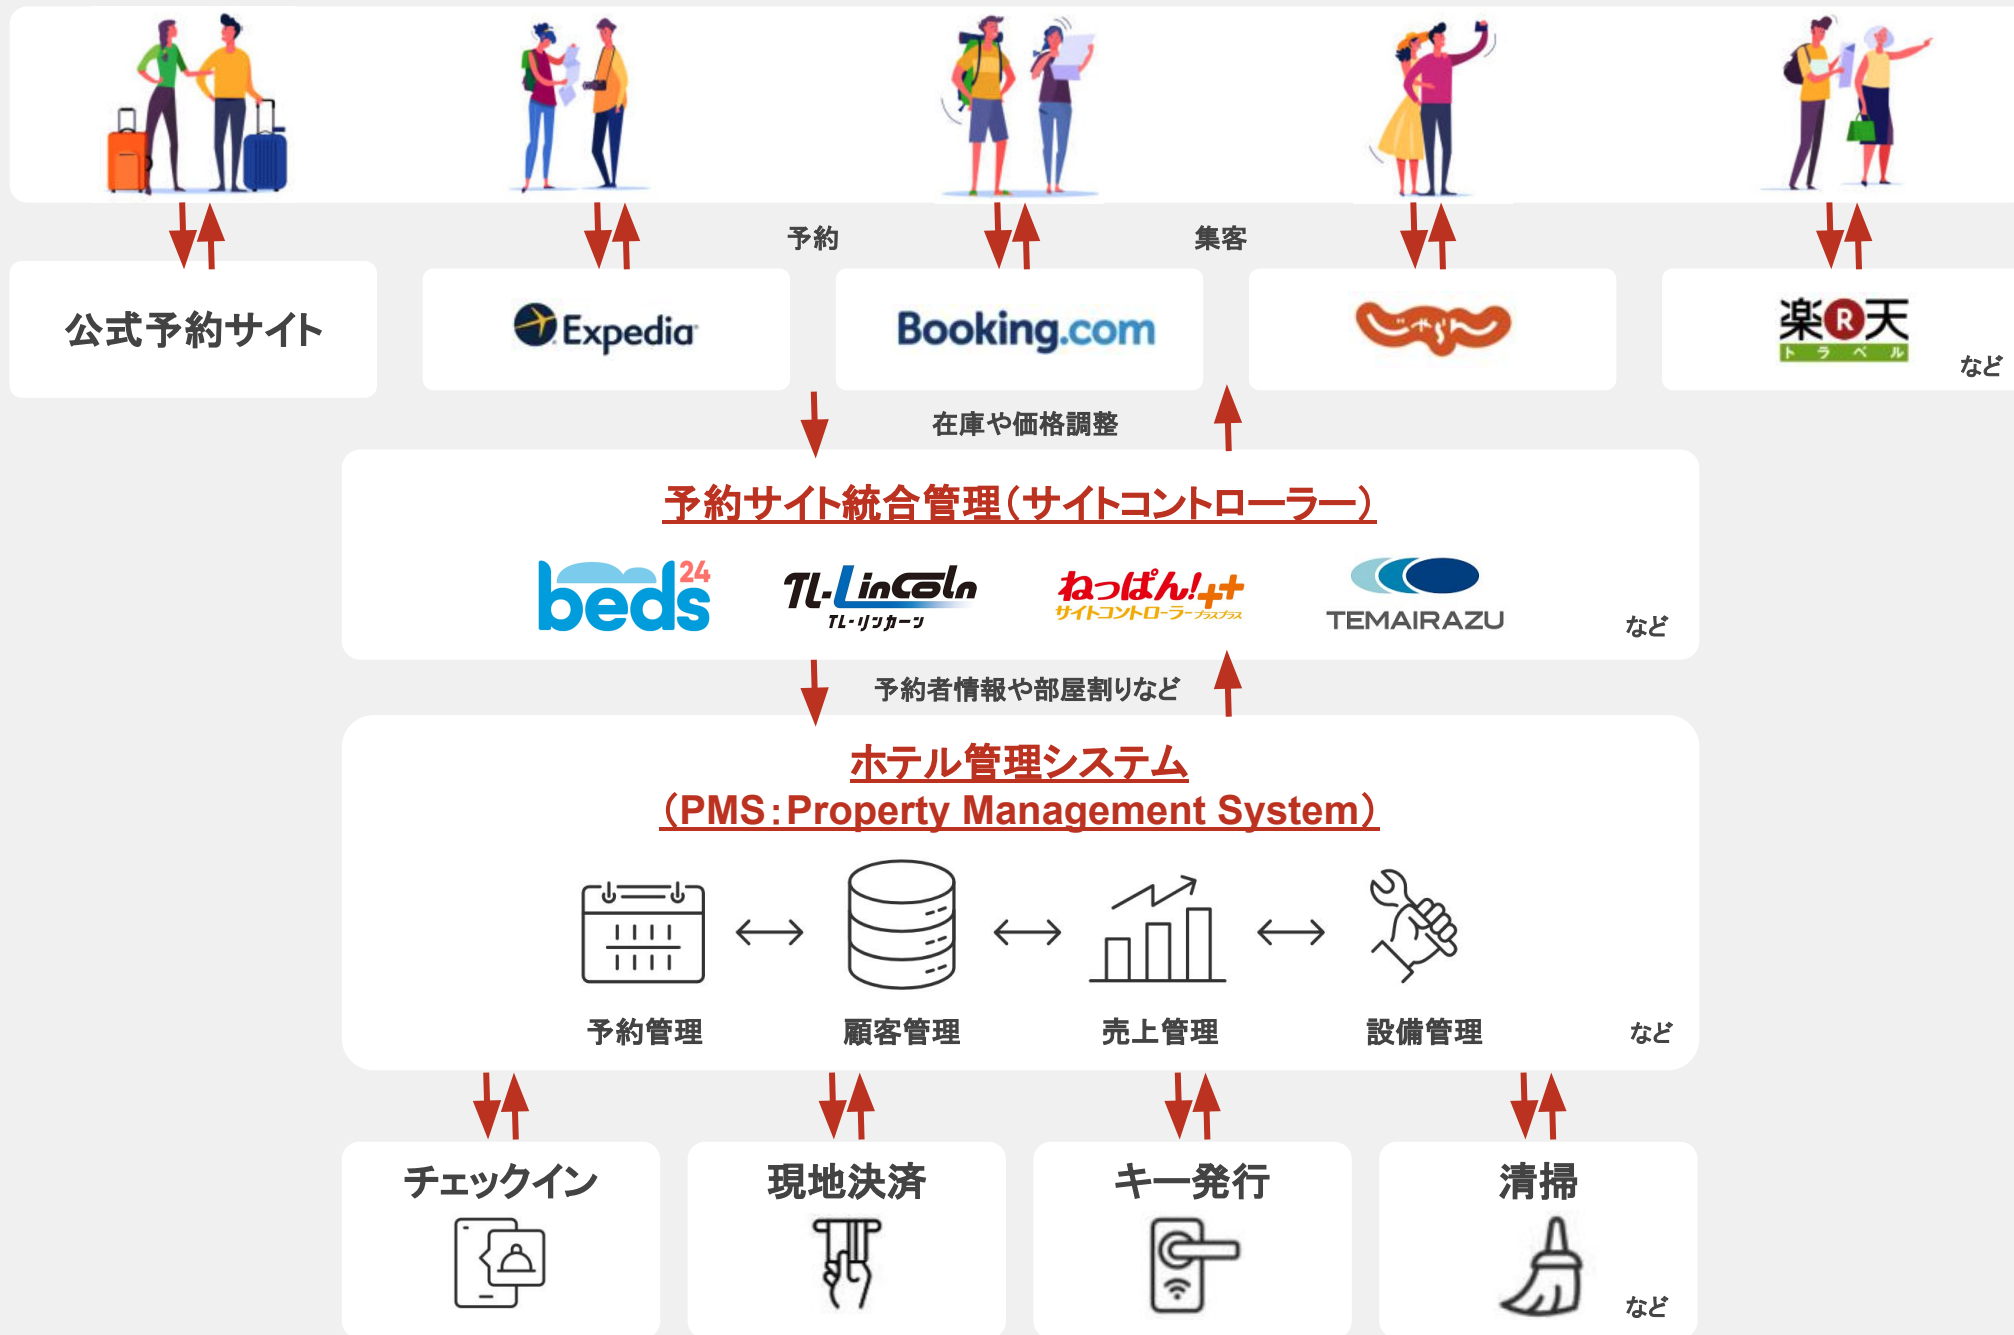 予約
集客
公式予約サイト
Expedia
Booking.com
じゃらん
楽R天
トラベル
など
在庫や価格調整
予約サイト統合管理（サイトコントローラー）
beds24
TL-Lincoln
TL-リンカーン
ねっぱん!++
サイトコントローラープラスプラス
TEMAIRAZU
など
予約者情報や部屋割りなど
ホテル管理システム
（PMS：Property Management System）
予約管理
顧客管理
売上管理
設備管理
など
チェックイン
現地決済
キー発行
清掃
など